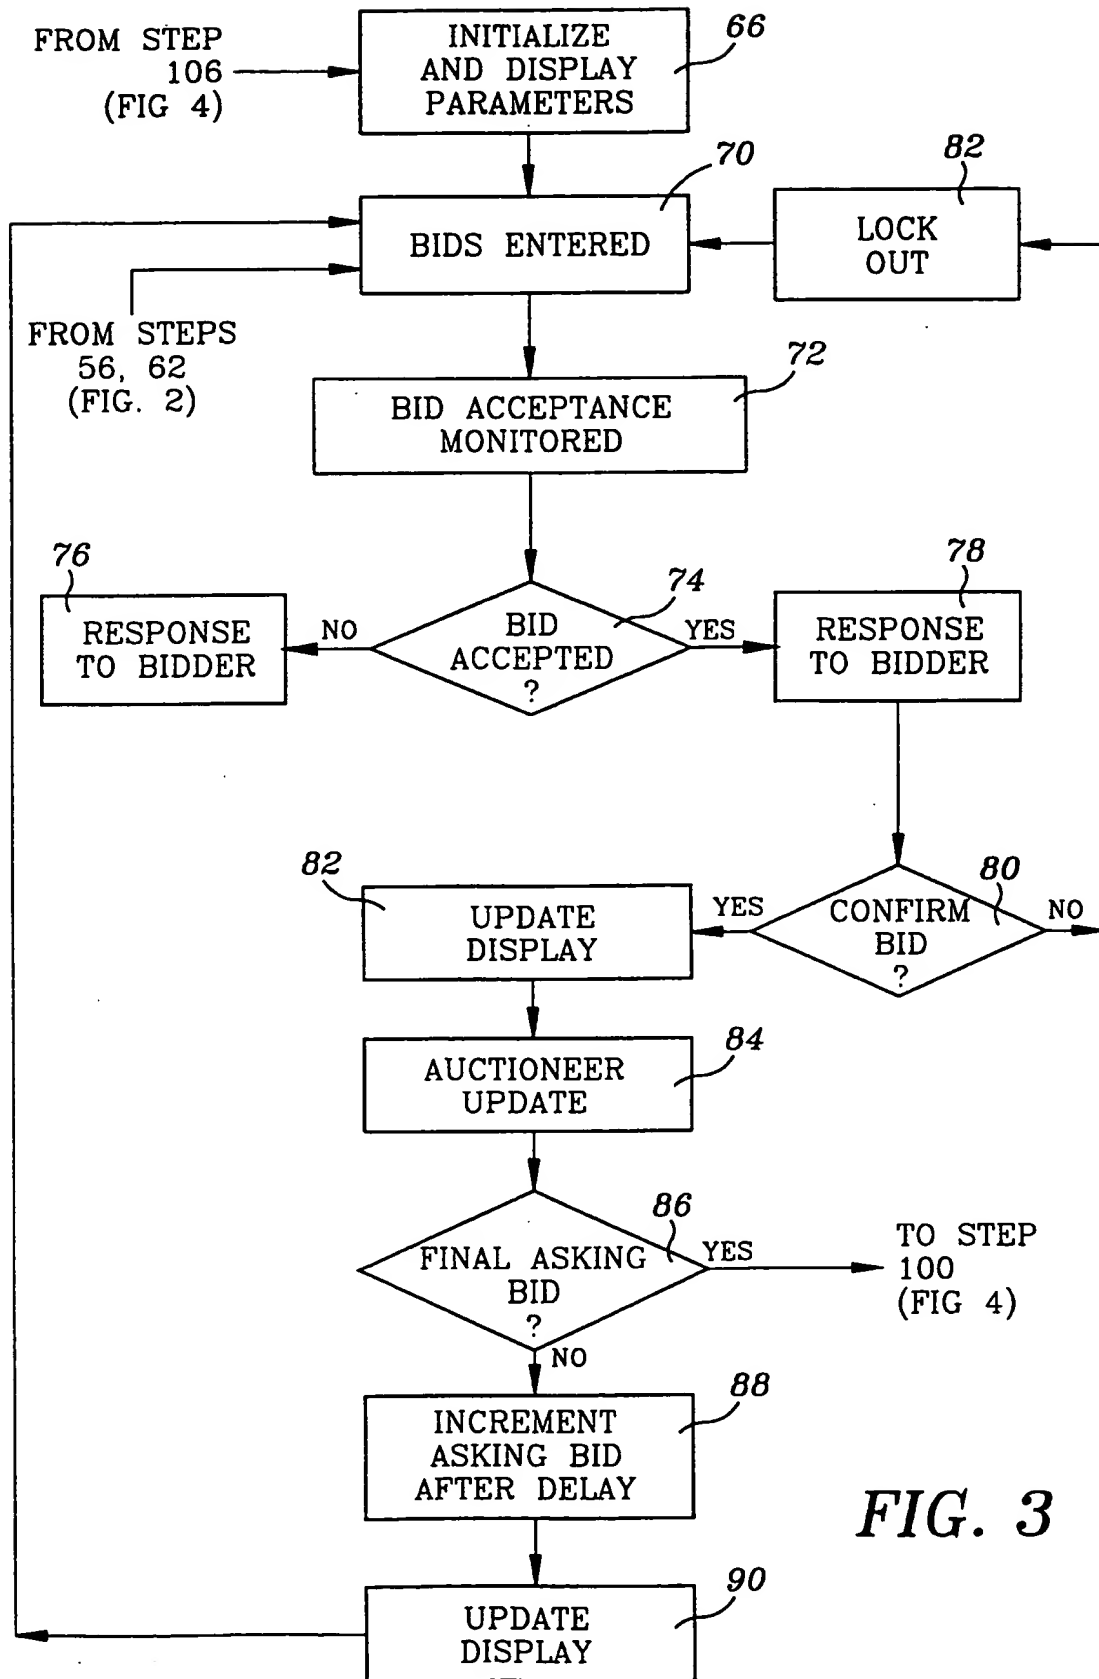 FROM STEP
106
(FIG 4)
INITIALIZE
AND DISPLAY
PARAMETERS
66
70
BIDS ENTERED
82
LOCK
OUT
FROM STEPS
56, 62
(FIG. 2)
72
BID ACCEPTANCE
MONITORED
76
RESPONSE
TO BIDDER
NO
74
BID
ACCEPTED
?
YES
78
RESPONSE
TO BIDDER
82
UPDATE
DISPLAY
YES
80
CONFIRM
BID
?
NO
84
AUCTIONEER
UPDATE
86
FINAL ASKING
BID
?
YES
TO STEP
100
(FIG 4)
NO
88
INCREMENT
ASKING BID
AFTER DELAY
FIG. 3
90
UPDATE
DISPLAY